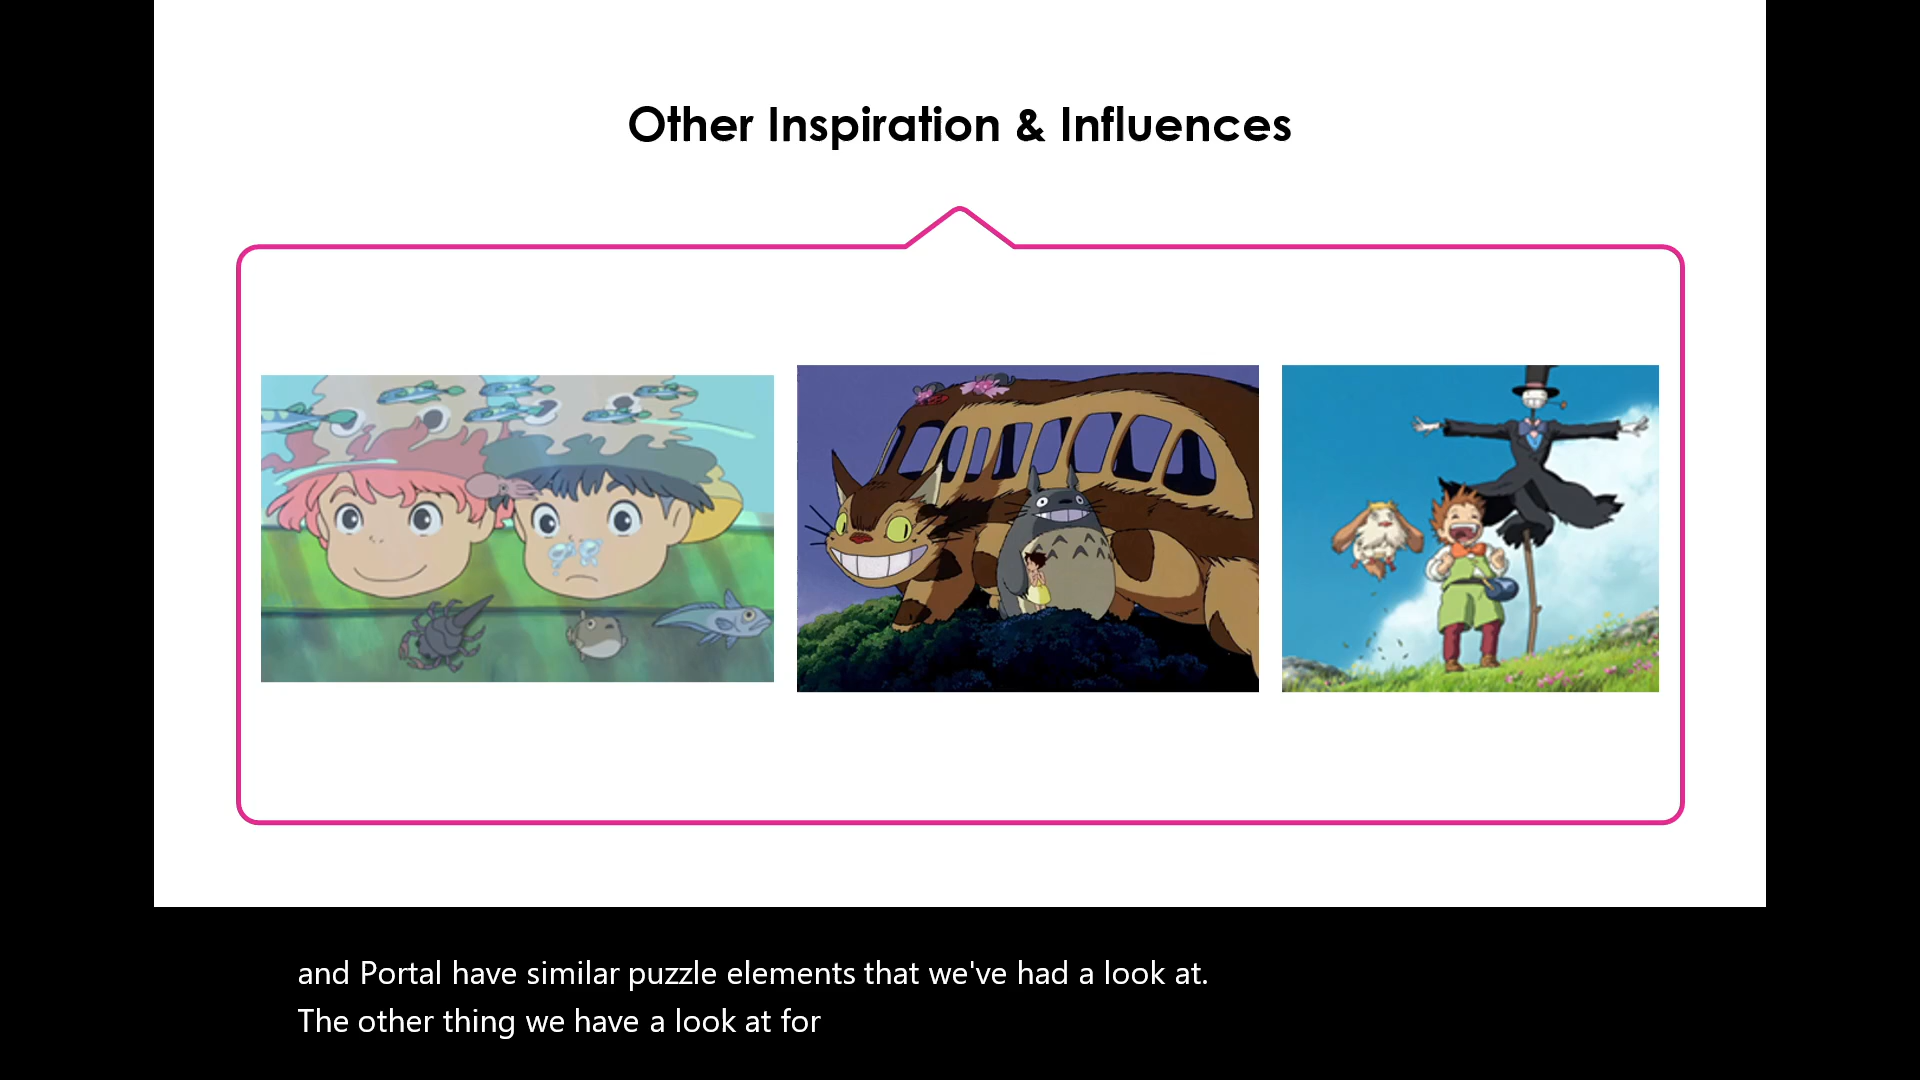 Other Inspiration & Influences
and Portal have similar puzzle elements that we've had a look at.
The other thing we have a look at for